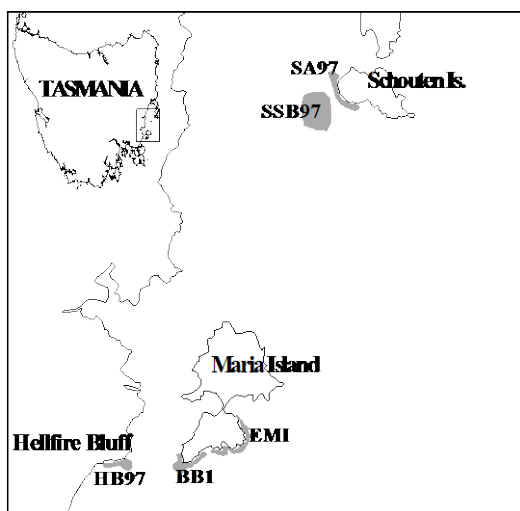 TASMANIA
SA97
Schouten Is.
SSB97
Maria Island
EMI
Hellfire Bluff
HB97
BB1